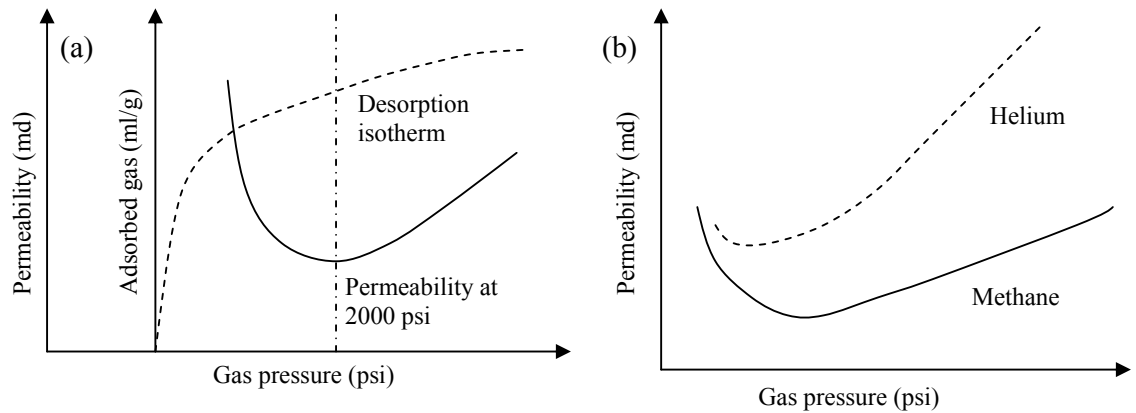 (a)
Permeability (md)
Adsorbed gas (ml/g)
Desorption
isotherm
Permeability at
2000 psi
Gas pressure (psi)
(b)
Permeability (md)
Helium
Methane
Gas pressure (psi)